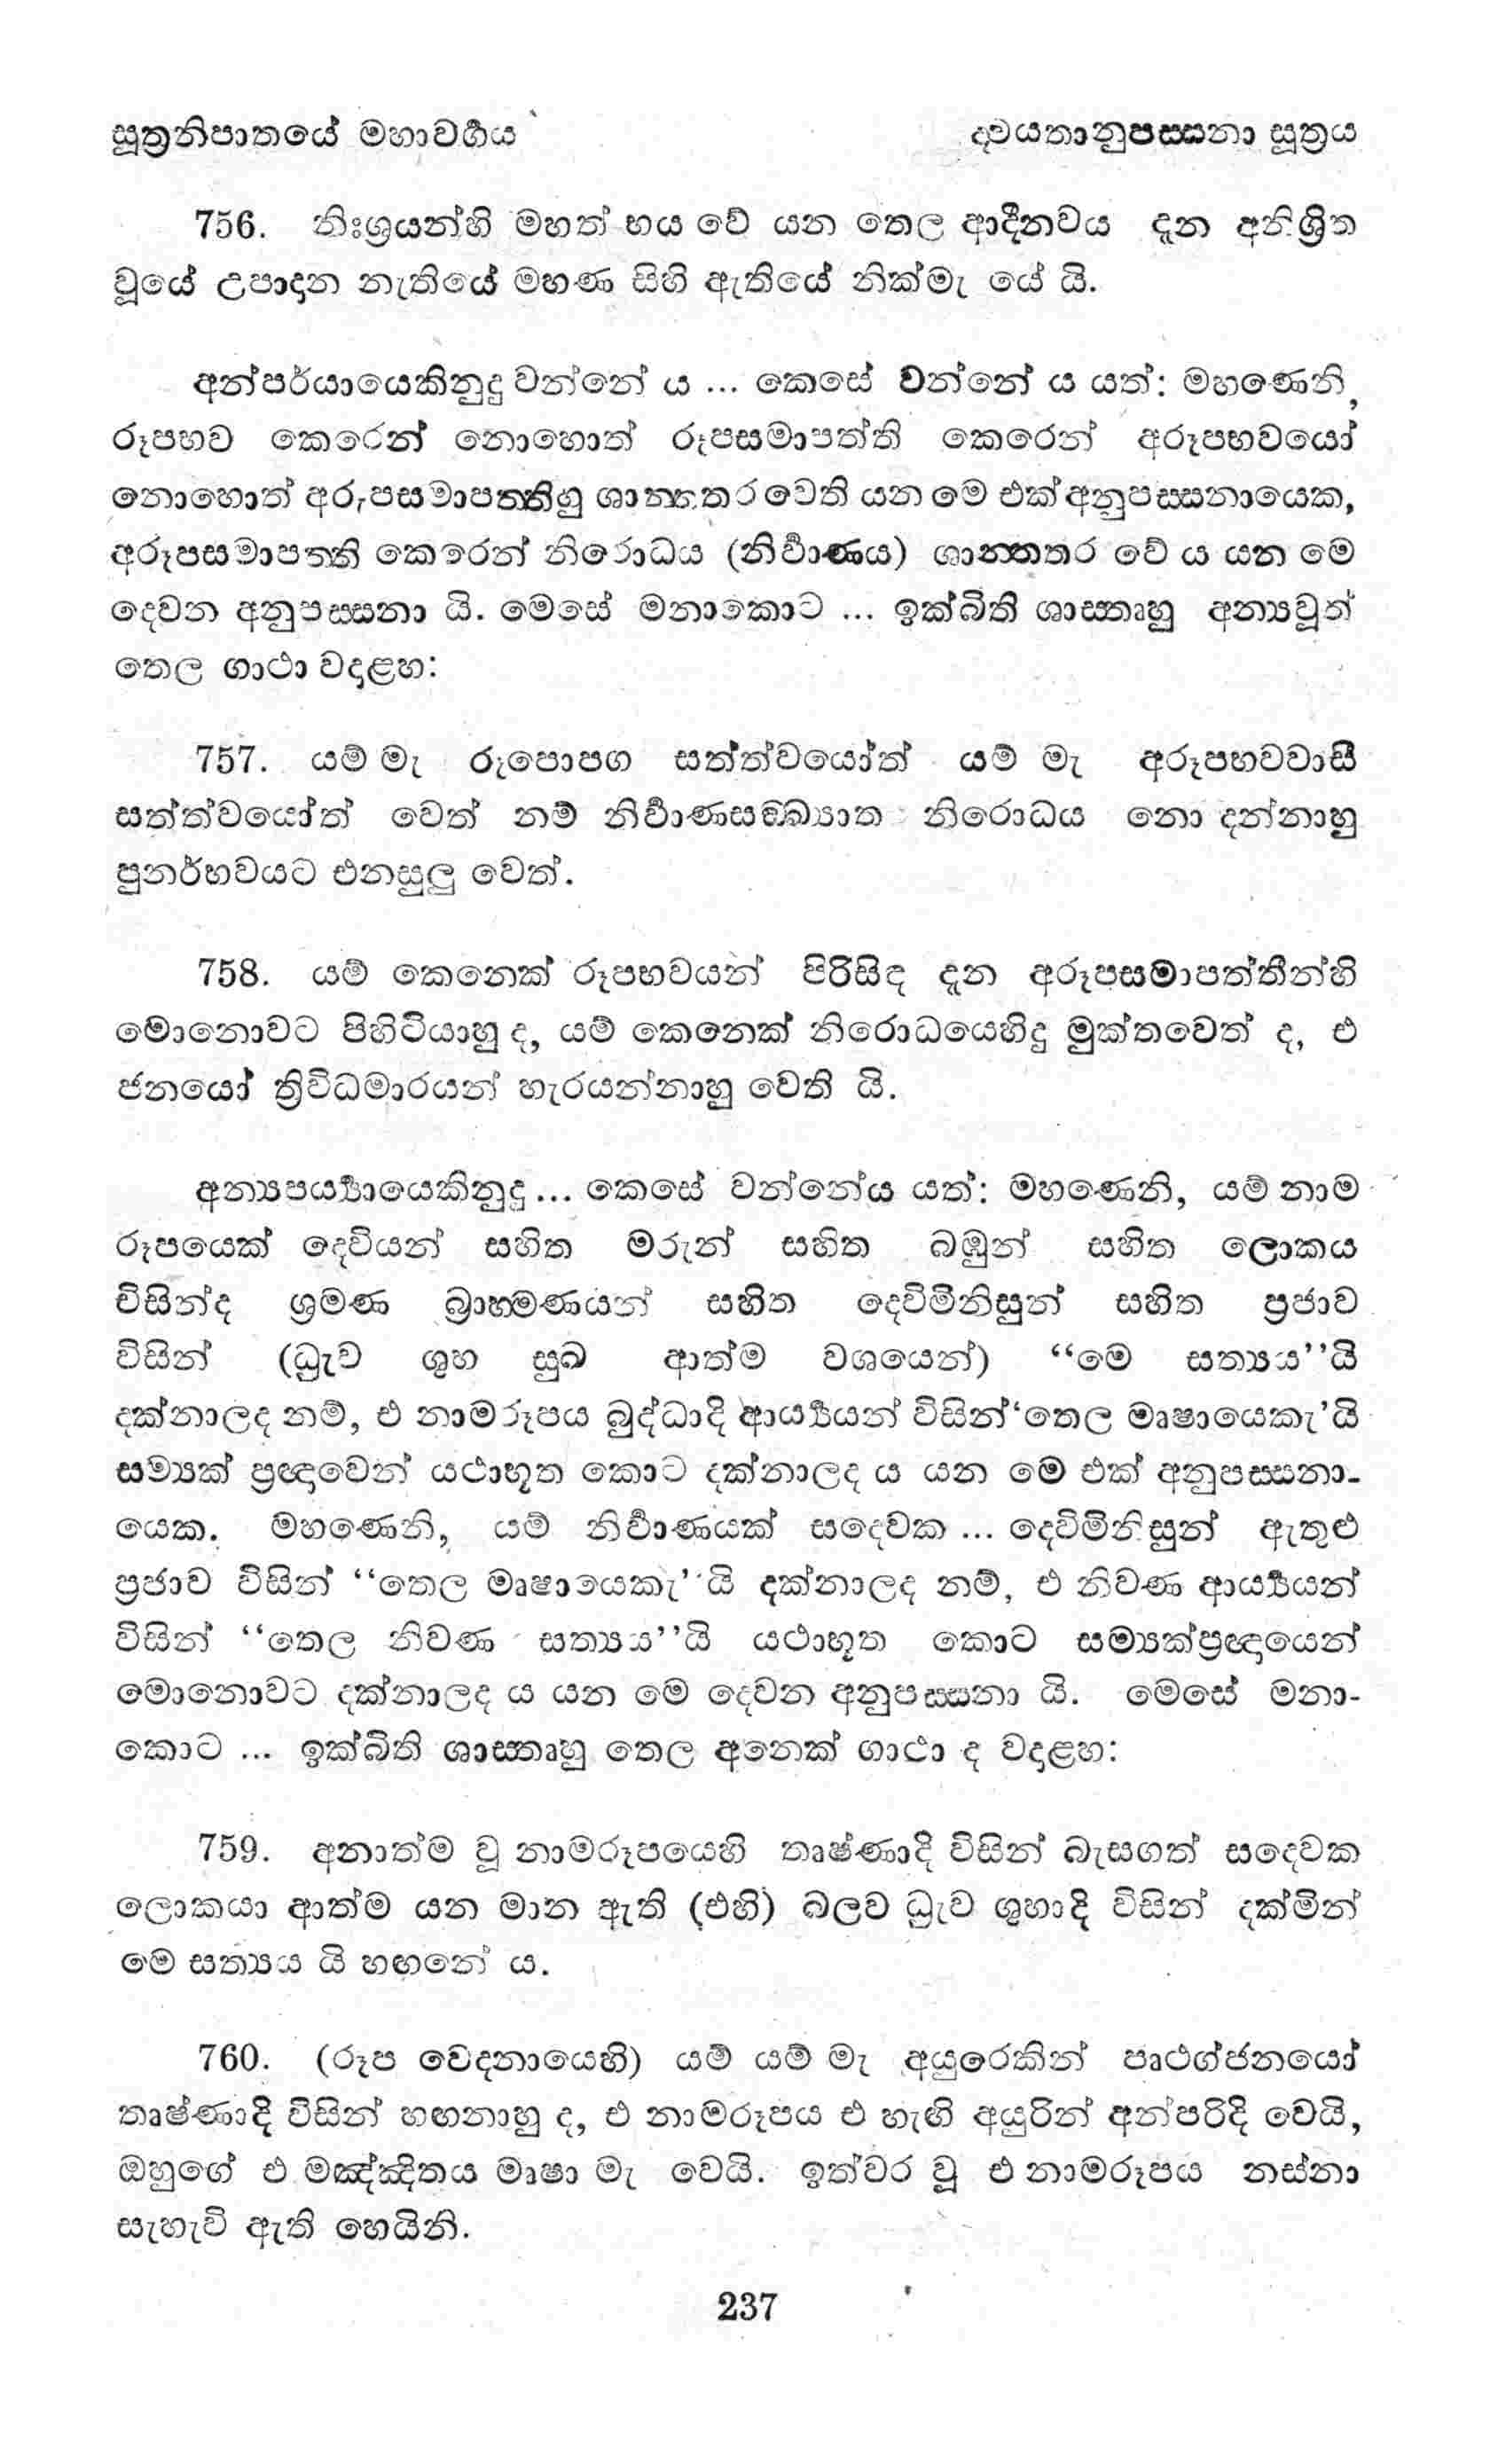 සූත්‍රනිපාතයේ මහාවර්‍ගය
ද්වයතානුපස්සනා සූත්‍රය
756. නිඃශ්‍රයන්හි මහත් භය වේ යන තෙල ආදීනවය දැන අනිශ්‍රිත
වූයේ උපාදාන නැතියේ මහණ සිහි ඇතියේ නික්මැ යේ යි.
අන්පර්යායෙකිනුදු වන්නේ ය ... කෙසේ වන්නේ ය යත්: මහණෙනි,
රූපභව කෙරෙන් නොහොත් රූපසමාපත්ති කෙරෙන් අරූපභවයෝ
නොහොත් අරූපසමාපත්තිහු ශාන්තතර වෙති යන මෙ එක් අනුපස්සනායෙක,
අරූපසමාපත්ති කෙරෙන් නිරොධය (නිර්‍වාණය) ශාන්තතර වේ ය යන මෙ
දෙවන අනුපස්සනා යි. මෙසේ මනාකොට ... ඉක්බිති ශාස්තෘහු අන්‍යවූත්
තෙල ගාථා වදාළහ:
757. යම් මැ රූපොපග සත්ත්වයෝත් යම් මැ අරූපභවවාසී
සත්ත්වයෝත් වෙත් නම් නිර්‍වාණසඞ්ඛ්‍යාත නිරොධය නො දන්නාහු
පුනර්භවයට එනසුලු වෙත්.
758. යම් කෙනෙක් රූපභවයන් පිරිසිඳ දැන අරූපසමාපත්තීන්හි
මොනොවට පිහිටියාහු ද, යම් කෙනෙක් නිරොධයෙහිදු මුක්තවෙත් ද, එ
ජනයෝ ත්‍රිවිධමාරයන් හැරයන්නාහු වෙති යි.
අන්‍යපර්‍ය්‍යායෙකිනුදු ... කෙසේ වන්නේය යත්: මහණෙනි, යම් නාම
රූපයෙක් දෙවියන් සහිත මරුන් සහිත බඹුන් සහිත ලොකය
විසින්ද ශ්‍රමණ බ්‍රාහ්මණයන් සහිත දෙවිමිනිසුන් සහිත ප්‍රජාව
විසින් (ධ්‍රැව ශුභ සුඛ ආත්ම වශයෙන්) “මෙ සත්‍යය”යි
දක්නාලද නම්, එ නාමරූපය බුද්ධාදි ආර්‍ය්‍යයන් විසින් ‘තෙල මෘෂායෙකැ’යි
සම්‍යක් ප්‍රඥාවෙන් යථාභූත කොට දක්නාලද ය යන මෙ එක් අනුපස්සනා-
යෙක. මහණෙනි, යම් නිර්‍වාණයක් සදෙවක ... දෙවිමිනිසුන් ඇතුළු
ප්‍රජාව විසින් “තෙල මෘෂායෙකැ”යි දක්නාලද නම්, එ නිවණ ආර්‍ය්‍යයන්
විසින් “තෙල නිවණ සත්‍යය”යි යථාභූත කොට සම්‍යක්ප්‍රඥායෙන්
මොනොවට දක්නාලද ය යන මෙ දෙවන අනුපස්සනා යි. මෙසේ මනා-
කොට ... ඉක්බිති ශාස්තෘහු තෙල අනෙක් ගාථා ද වදාළහ:
759. අනාත්ම වූ නාමරූපයෙහි තෘෂ්ණාදි විසින් බැසගත් සදෙවක
ලොකයා ආත්ම යන මාන ඇති (එහි) බලව ධ්‍රැව ශුභාදි විසින් දක්මින්
මෙ සත්‍යය යි හඟනේ ය.
760. (රූප වෙදනායෙහි) යම් යම් මැ අයුරෙකින් පෘථග්ජනයෝ
තෘෂ්ණාදි විසින් හඟනාහු ද, එ නාමරූපය එ හැඟි අයුරින් අන්පරිදි වෙයි,
ඔහුගේ එ මඤ්ඤිතය මෘෂා මැ වෙයි. ඉත්වර වූ එ නාමරූපය නස්නා
සැහැවි ඇති හෙයිනි.
237